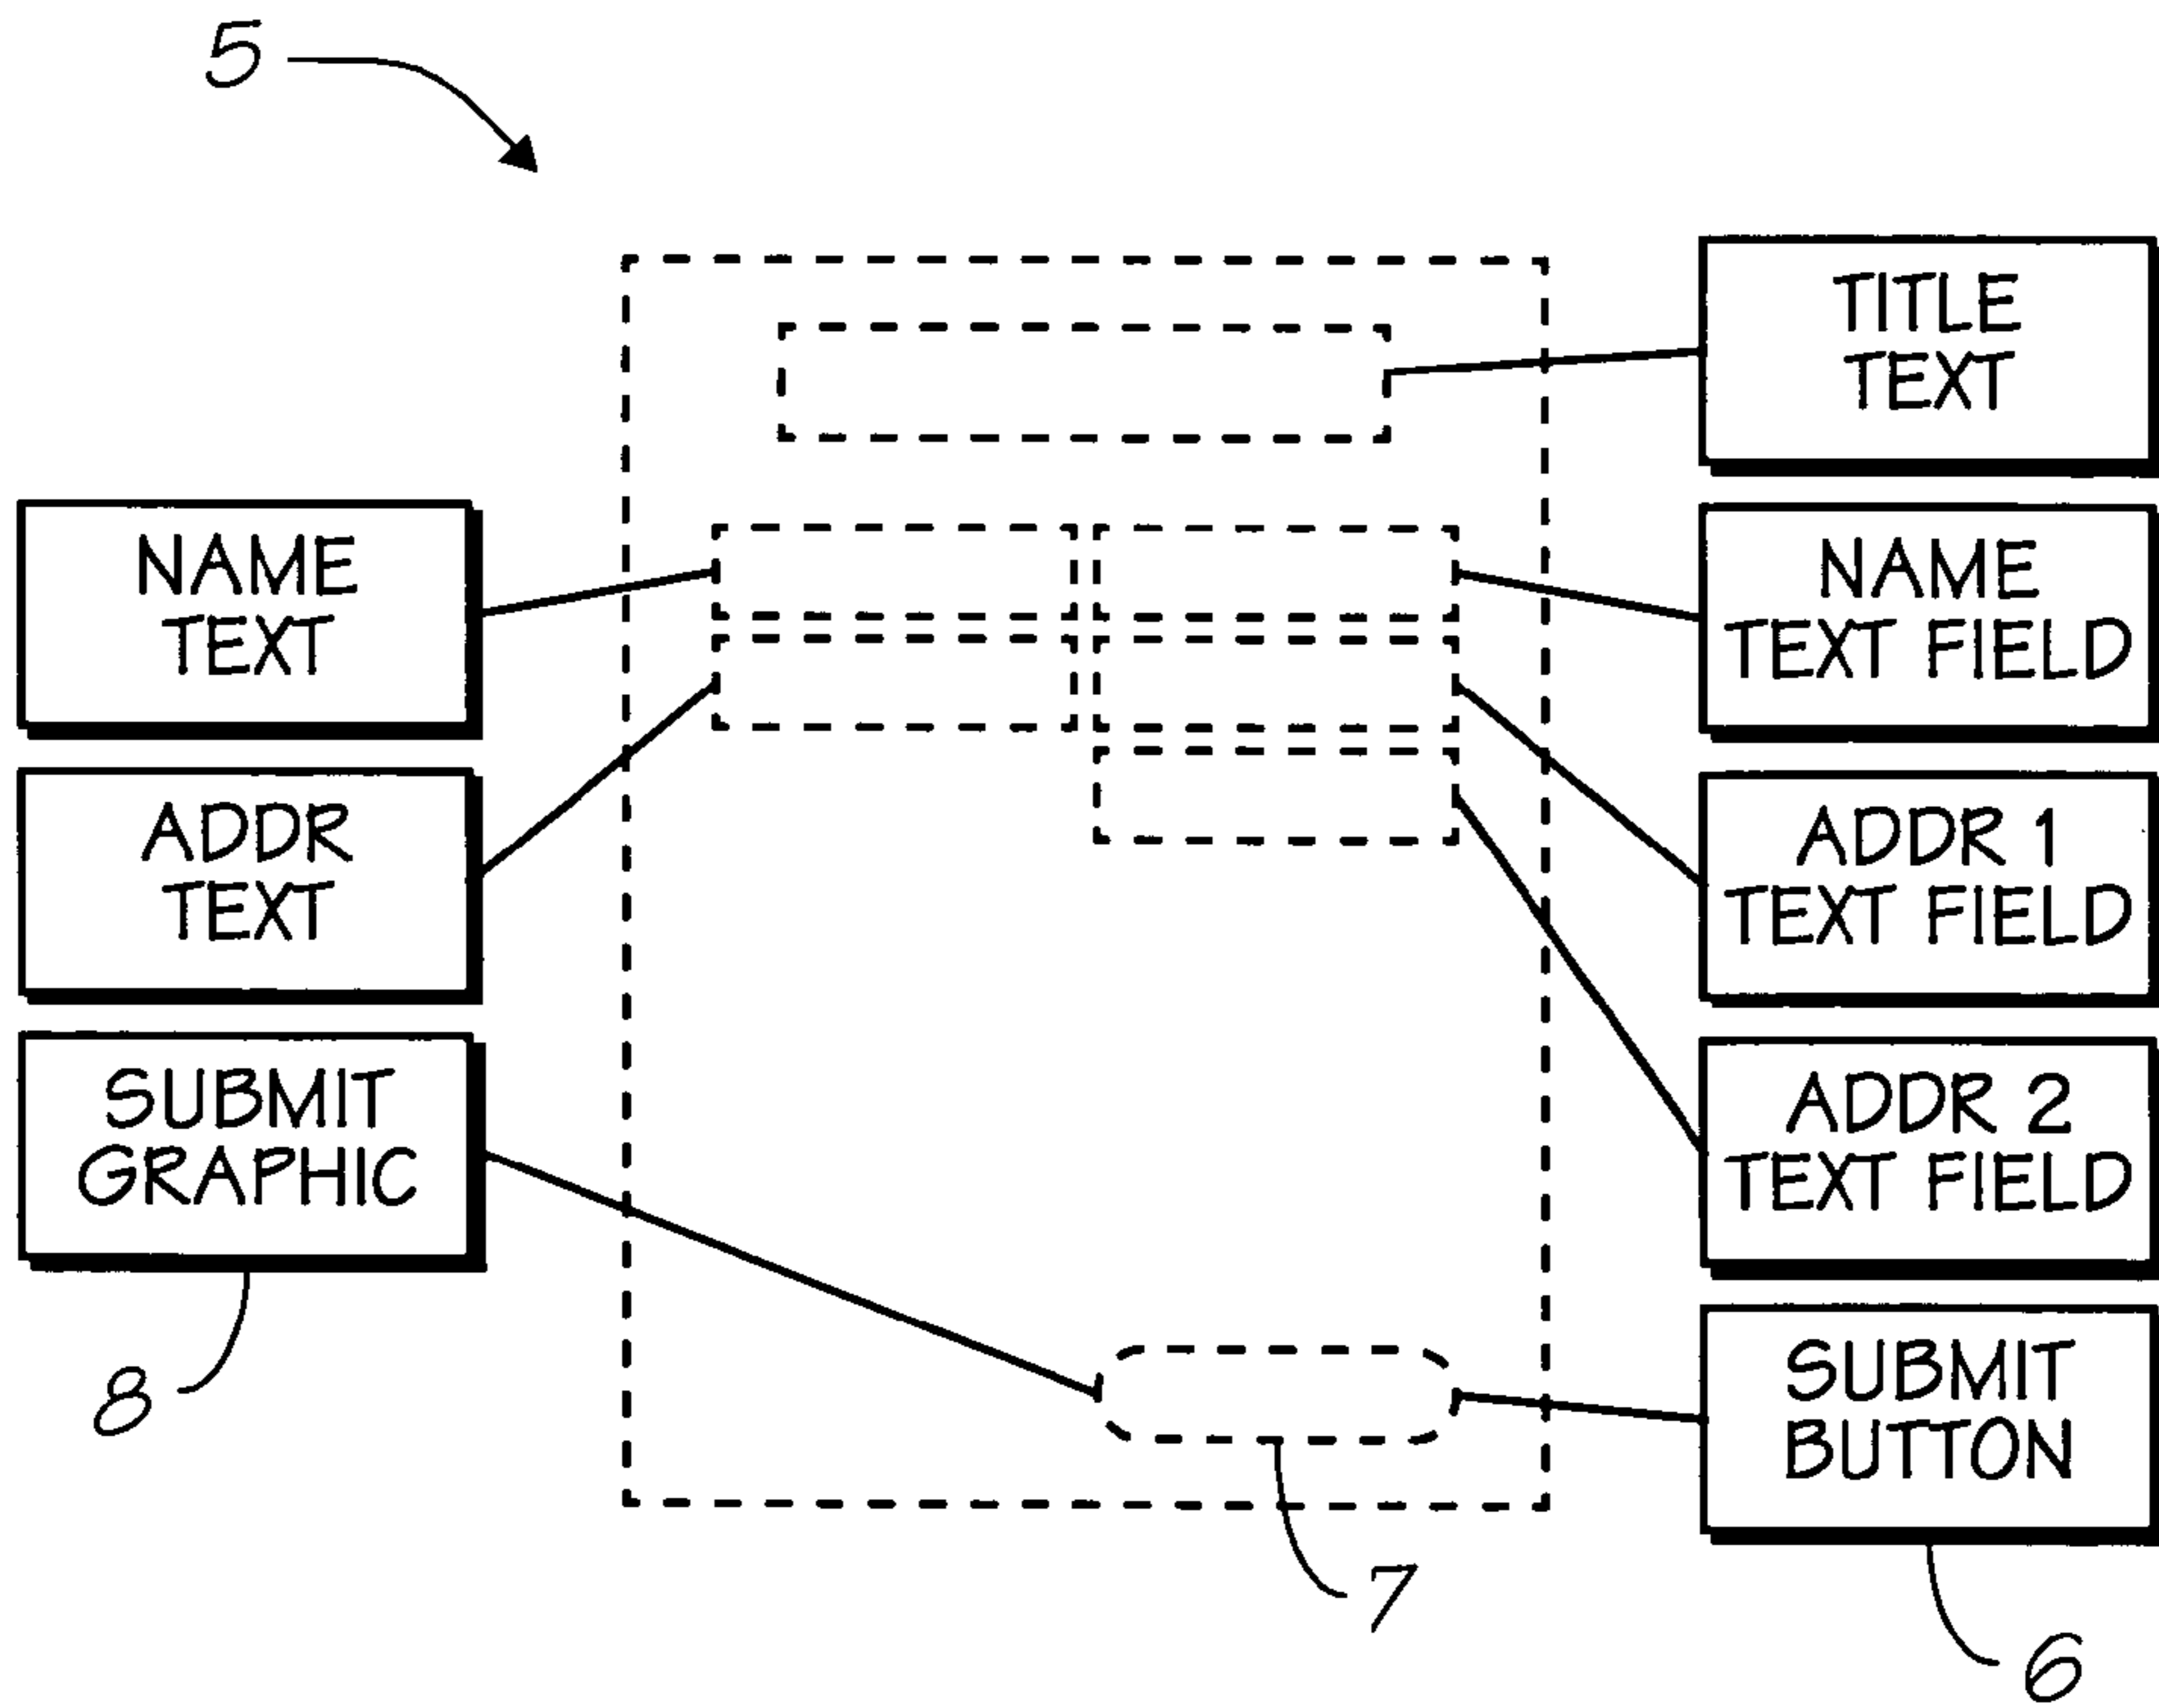 5
TITLE
TEXT
NAME
TEXT
NAME
TEXT FIELD
ADDR
TEXT
ADDR 1
TEXT FIELD
SUBMIT
GRAPHIC
ADDR 2
TEXT FIELD
8
SUBMIT
BUTTON
7
6